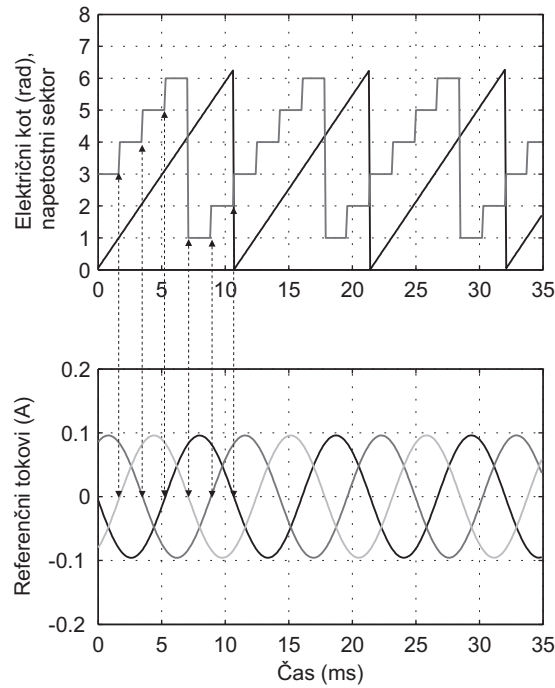 Električni kot (rad),
napetostni sektor
8
7
6
5
4
3
2
1
0
0 5 10 15 20 25 30 35
Referenčni tokovi (A)
0.2
0.1
0
-0.1
-0.2
0 5 10 15 20 25 30 35
Čas (ms)